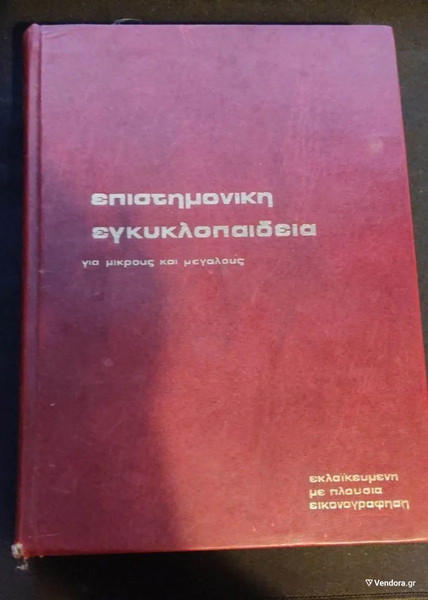 επιστημονικη
εγκυκλοπαιδεια
για μικρους και μεγαλους
εκλαϊκευμενη
με πλουσια
εικονογραφηση
Vendora.gr